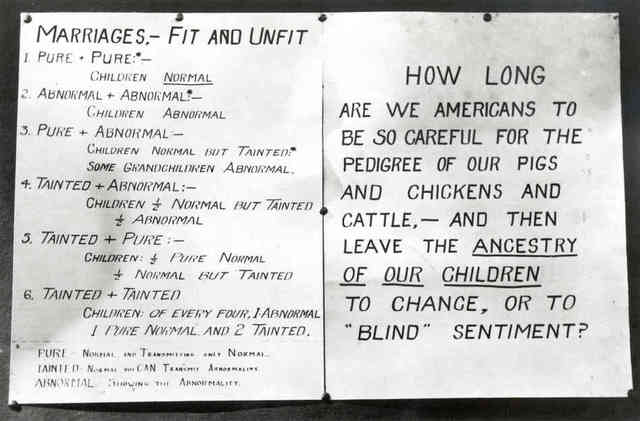 MARRIAGES,- FIT AND UNFIT
1. PURE + PURE:*-
CHILDREN NORMAL
2. ABNORMAL + ABNORMAL*-
CHILDREN ABNORMAL
3. PURE + ABNORMAL-
CHILDREN NORMAL BUT TAINTED*
SOME GRANDCHILDREN ABNORMAL.
4. TAINTED + ABNORMAL:-
CHILDREN ½ NORMAL BUT TAINTED
½ ABNORMAL
5. TAINTED + PURE:-
CHILDREN: ½ PURE NORMAL
½ NORMAL BUT TAINTED
6. TAINTED + TAINTED
CHILDREN: OF EVERY FOUR, 1 ABNORMAL
1 PURE NORMAL AND 2 TAINTED.
PURE - NORMAL AND TRANSMITTING ONLY NORMAL.
TAINTED- NORMAL BUT CAN TRANSMIT ABNORMALITY.
ABNORMAL- SHOWING THE ABNORMALITY.
HOW LONG
ARE WE AMERICANS TO
BE SO CAREFUL FOR THE
PEDIGREE OF OUR PIGS
AND CHICKENS AND
CATTLE,- AND THEN
LEAVE THE ANCESTRY
OF OUR CHILDREN
TO CHANCE, OR TO
"BLIND" SENTIMENT?